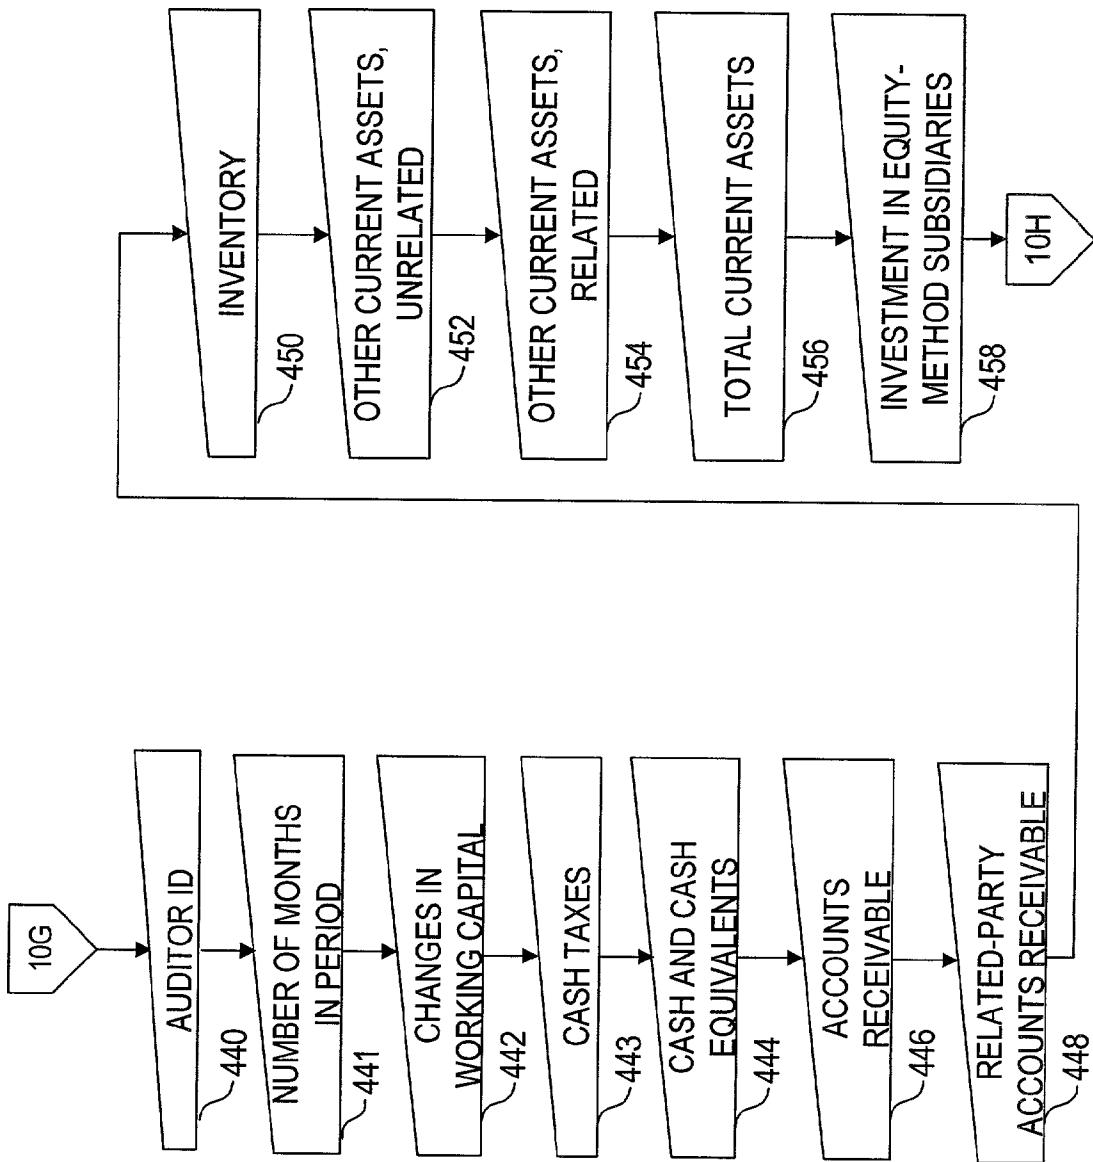 10G
AUDITOR ID
440
NUMBER OF MONTHS
IN PERIOD
441
CHANGES IN
WORKING CAPITAL
442
CASH TAXES
443
CASH AND CASH
EQUIVALENTS
444
ACCOUNTS
RECEIVABLE
446
RELATED-PARTY
ACCOUNTS RECEIVABLE
448
INVENTORY
450
OTHER CURRENT ASSETS,
UNRELATED
452
OTHER CURRENT ASSETS,
RELATED
454
TOTAL CURRENT ASSETS
456
INVESTMENT IN EQUITY-
METHOD SUBSIDIARIES
458
10H